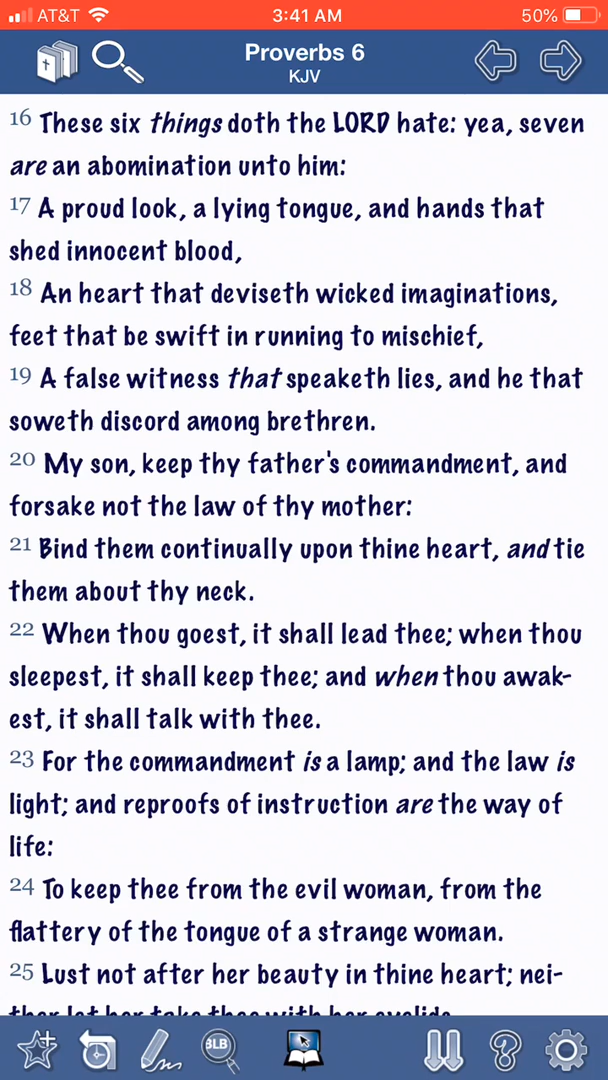 AT&T
3:41 AM
50%
Proverbs 6
KJV
16 These six things doth the LORD hate: yea, seven
are an abomination unto him:
17 A proud look, a lying tongue, and hands that
shed innocent blood,
18 An heart that deviseth wicked imaginations,
feet that be swift in running to mischief,
19 A false witness that speaketh lies, and he that
soweth discord among brethren.
20 My son, keep thy father's commandment, and
forsake not the law of thy mother:
21 Bind them continually upon thine heart, and tie
them about thy neck.
22 When thou goest, it shall lead thee; when thou
sleepest, it shall keep thee; and when thou awak-
est, it shall talk with thee.
23 For the commandment is a lamp; and the law is
light; and reproofs of instruction are the way of
life:
24 To keep thee from the evil woman, from the
flattery of the tongue of a strange woman.
25 Lust not after her beauty in thine heart; nei-
ther let her take thee with her eyelids
BLB